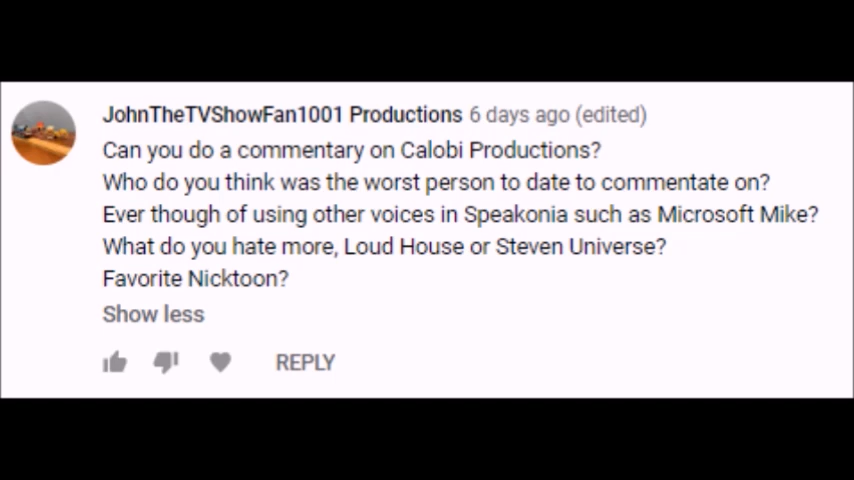 JohnTheTVShowFan1001 Productions 6 days ago (edited)
Can you do a commentary on Calobi Productions?
Who do you think was the worst person to date to commentate on?
Ever though of using other voices in Speakonia such as Microsoft Mike?
What do you hate more, Loud House or Steven Universe?
Favorite Nicktoon?
Show less
REPLY